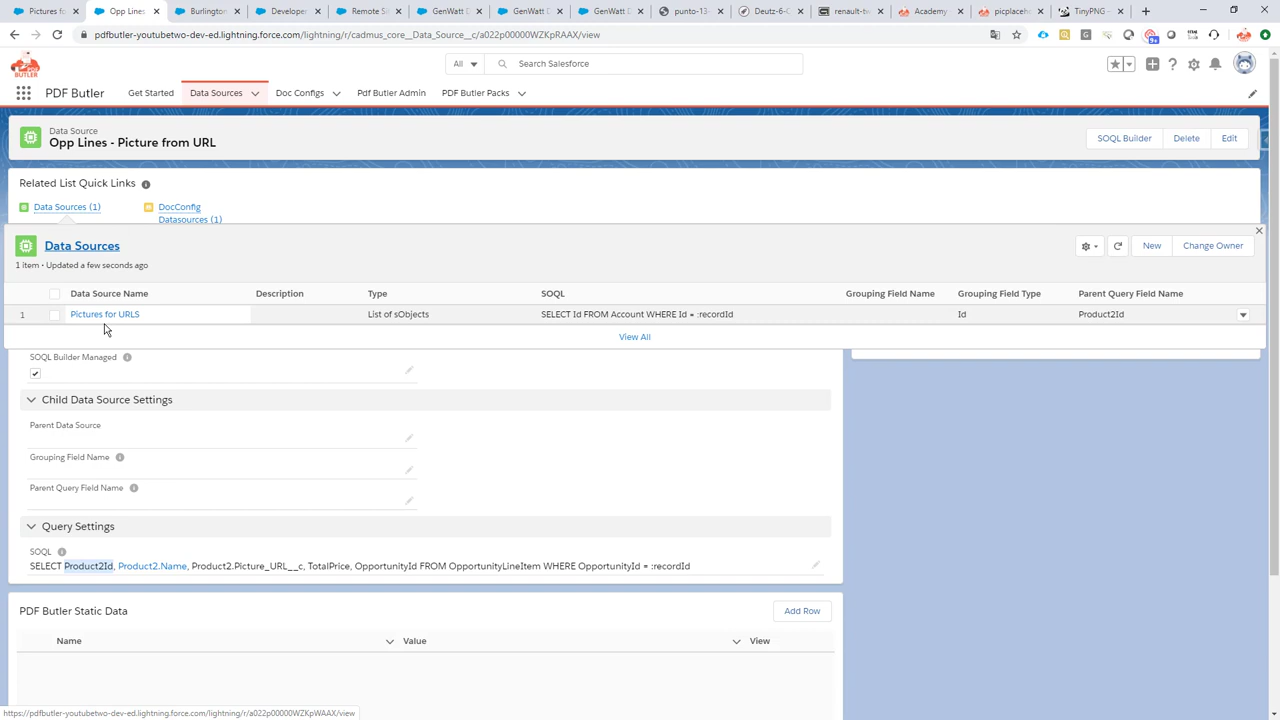 Pictures fo
Opp Lines -
Burlington
Developer
Remote Si
GenWatt D
GenWatt D
GenWatt D
punto-13-
Deutz-6-C
renault-tw
Academy -
picplaceho
TinyPNG -
pdfbutler-youtubetwo-dev-ed.lightning.force.com/lightning/r/cadmus_core__Data_Source__c/a022p00000WZKpRAAX/view
PDF BUTLER
All
Search Salesforce
PDF Butler
Get Started
Data Sources
Doc Configs
Pdf Butler Admin
PDF Butler Packs
Data Source
Opp Lines - Picture from URL
SOQL Builder
Delete
Edit
Related List Quick Links
Data Sources (1)
DocConfig
Datasources (1)
Data Sources
1 item • Updated a few seconds ago
New
Change Owner
Data Source Name
Description
Type
SOQL
Grouping Field Name
Grouping Field Type
Parent Query Field Name
1
Pictures for URLS
List of sObjects
SELECT Id FROM Account WHERE Id = :recordId
Id
Product2Id
View All
SOQL Builder Managed
Child Data Source Settings
Parent Data Source
Grouping Field Name
Parent Query Field Name
Query Settings
SOQL
SELECT Product2Id, Product2.Name, Product2.Picture_URL__c, TotalPrice, OpportunityId FROM OpportunityLineItem WHERE OpportunityId = :recordId
PDF Butler Static Data
Add Row
Name
Value
View
https://pdfbutler-youtubetwo-dev-ed.lightning.force.com/lightning/r/a022p00000WZKpWAAX/view